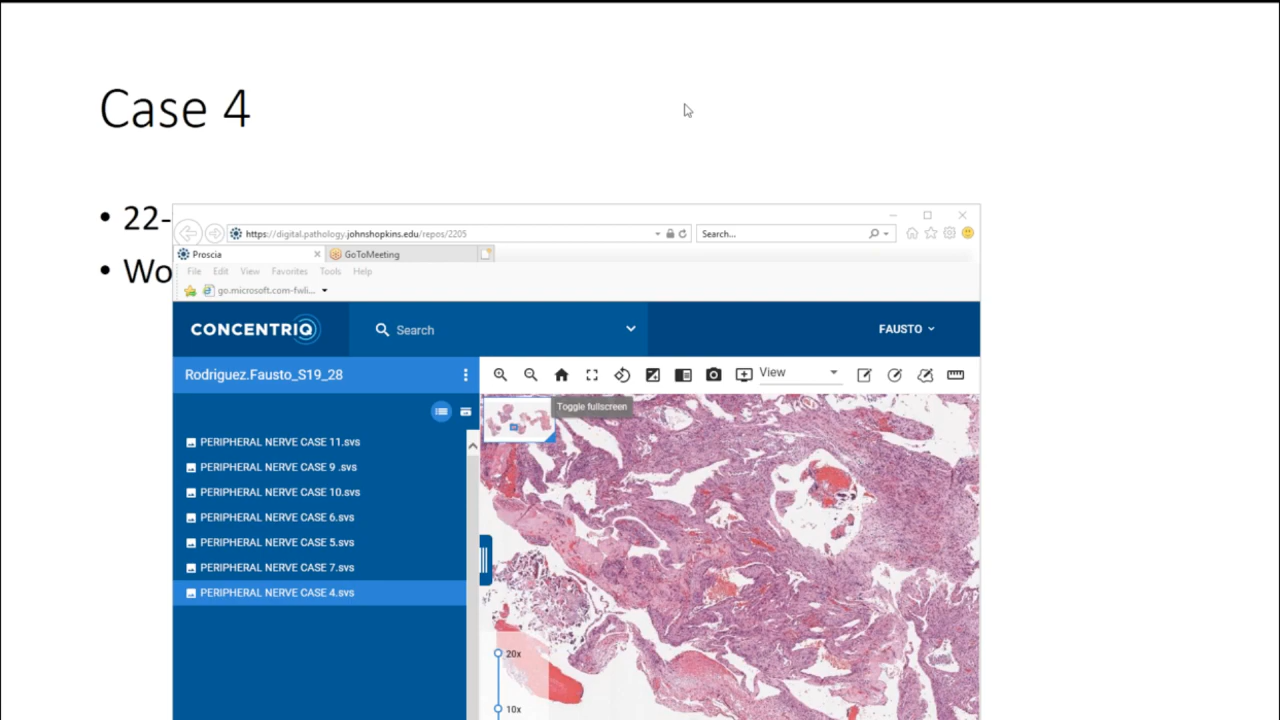 Case 4
• 22-
• Wo
https://digital.pathology.johnshopkins.edu/repos/2205
Search...
Proscia
GoToMeeting
File Edit View Favorites Tools Help
go.microsoft.com-fwli...
CONCENTRIQ
Search
FAUSTO
Rodriguez.Fausto_S19_28
View
Toggle fullscreen
PERIPHERAL NERVE CASE 11.svs
PERIPHERAL NERVE CASE 9 .svs
PERIPHERAL NERVE CASE 10.svs
PERIPHERAL NERVE CASE 6.svs
PERIPHERAL NERVE CASE 5.svs
PERIPHERAL NERVE CASE 7.svs
PERIPHERAL NERVE CASE 4.svs
20x
10x